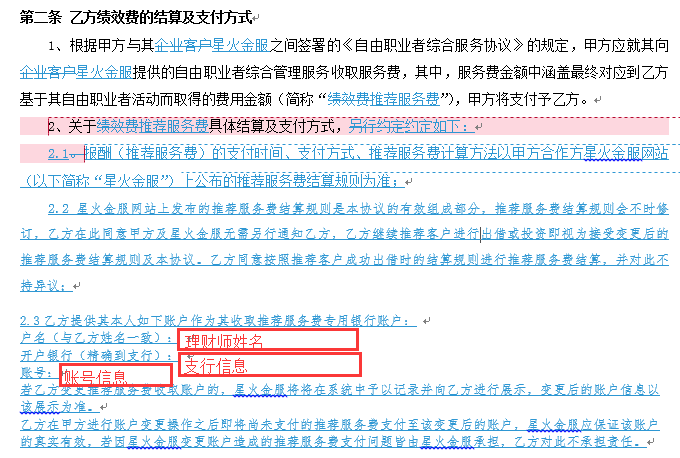 第二条 乙方绩效费的结算及支付方式
1、根据甲方与其企业客户星火金服之间签署的《自由职业者综合服务协议》的规定，甲方应就其向
企业客户星火金服提供的自由职业者综合管理服务收取服务费，其中，服务费金额中涵盖最终对应到乙方
基于其自由职业者活动而取得的费用金额（简称“绩效费推荐服务费”），甲方将支付予乙方。
2、关于绩效费推荐服务费具体结算及支付方式，另行约定约定如下：
2.1。报酬（推荐服务费）的支付时间、支付方式、推荐服务费计算方法以甲方合作方星火金服网站
（以下简称“星火金服”）上公布的推荐服务费结算规则为准；
2.2 星火金服网站上发布的推荐服务费结算规则是本协议的有效组成部分，推荐服务费结算规则会不时修
订，乙方在此同意甲方及星火金服无需另行通知乙方，乙方继续推荐客户进行出借或投资即视为接受变更后的
推荐服务费结算规则及本协议。乙方同意按照推荐客户成功出借时的结算规则进行推荐服务费结算，并对此不
持异议；
2.3乙方提供其本人如下账户作为其收取推荐服务费专用银行账户：
户名（与乙方姓名一致）：理财师姓名
开户银行（精确到支行）：支行信息
账号：账号信息
若乙方变更推荐服务费收取账户的，星火金服将将在系统中予以记录并向乙方进行展示，变更后的账户信息以
该展示为准。
乙方在甲方进行账户变更操作之后即将尚未支付的推荐服务费支付至该变更后的账户，星火金服应保证该账户
的真实有效，若因星火金服变更账户造成的推荐服务费支付问题皆由星火金服承担，乙方对此不承担责任。